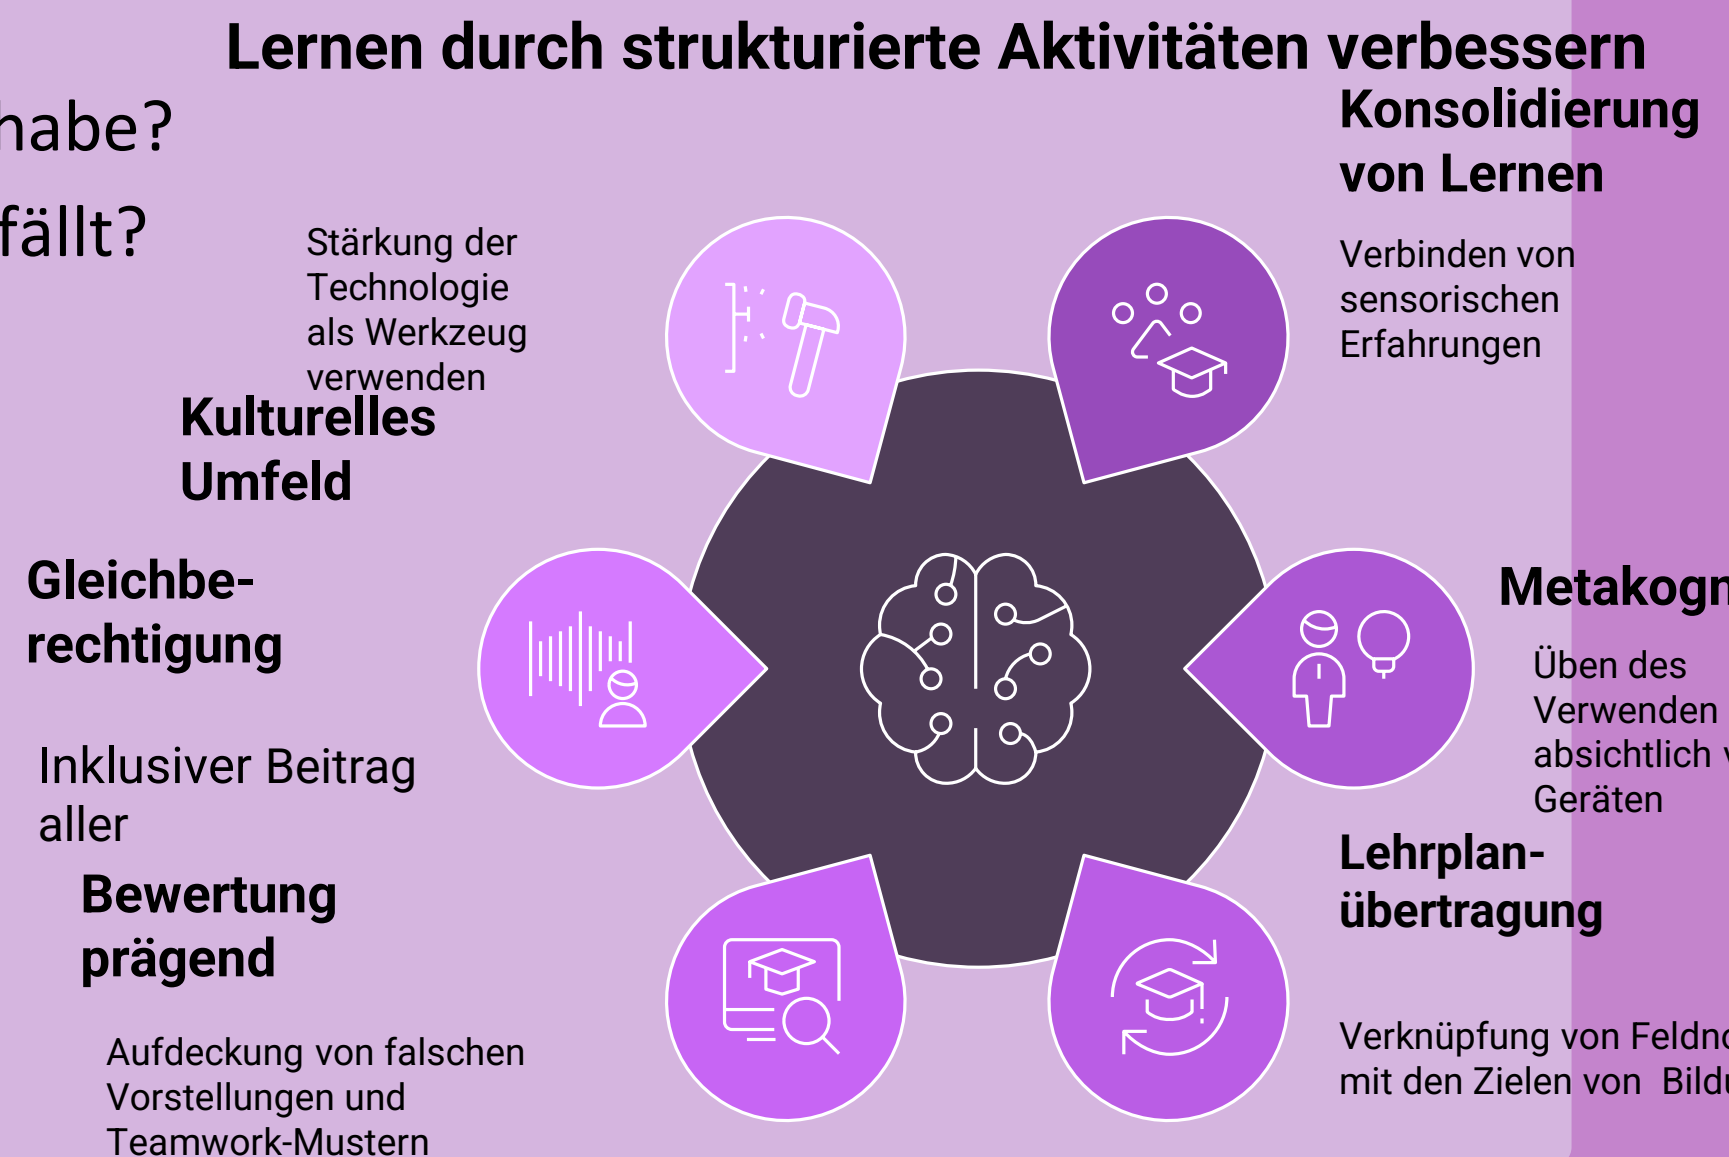 Lernen durch strukturierte Aktivitäten verbessern
habe?
fällt?
Stärkung der
Technologie
als Werkzeug
verwenden
Kulturelles
Umfeld
Gleichbe-
rechtigung
Inklusiver Beitrag
aller
Bewertung
prägend
Aufdeckung von falschen
Vorstellungen und
Teamwork-Mustern
Konsolidierung
von Lernen
Verbinden von
sensorischen
Erfahrungen
Metakogn
Üben des
Verwenden
absichtlich
Geräten
Lehrplan-
übertragung
Verknüpfung von Feldno
mit den Zielen von Bildu